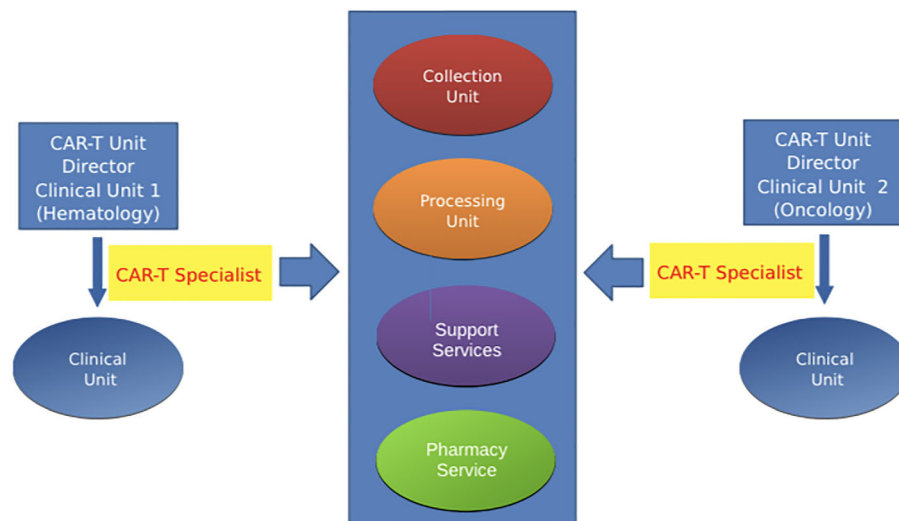 Collection
Unit
CAR-T Unit
Director
Clinical Unit 1
(Hematology)
CAR-T Specialist
Clinical
Unit
Processing
Unit
Support
Services
Pharmacy
Service
CAR-T Unit
Director
Clinical Unit 2
(Oncology)
CAR-T Specialist
Clinical
Unit